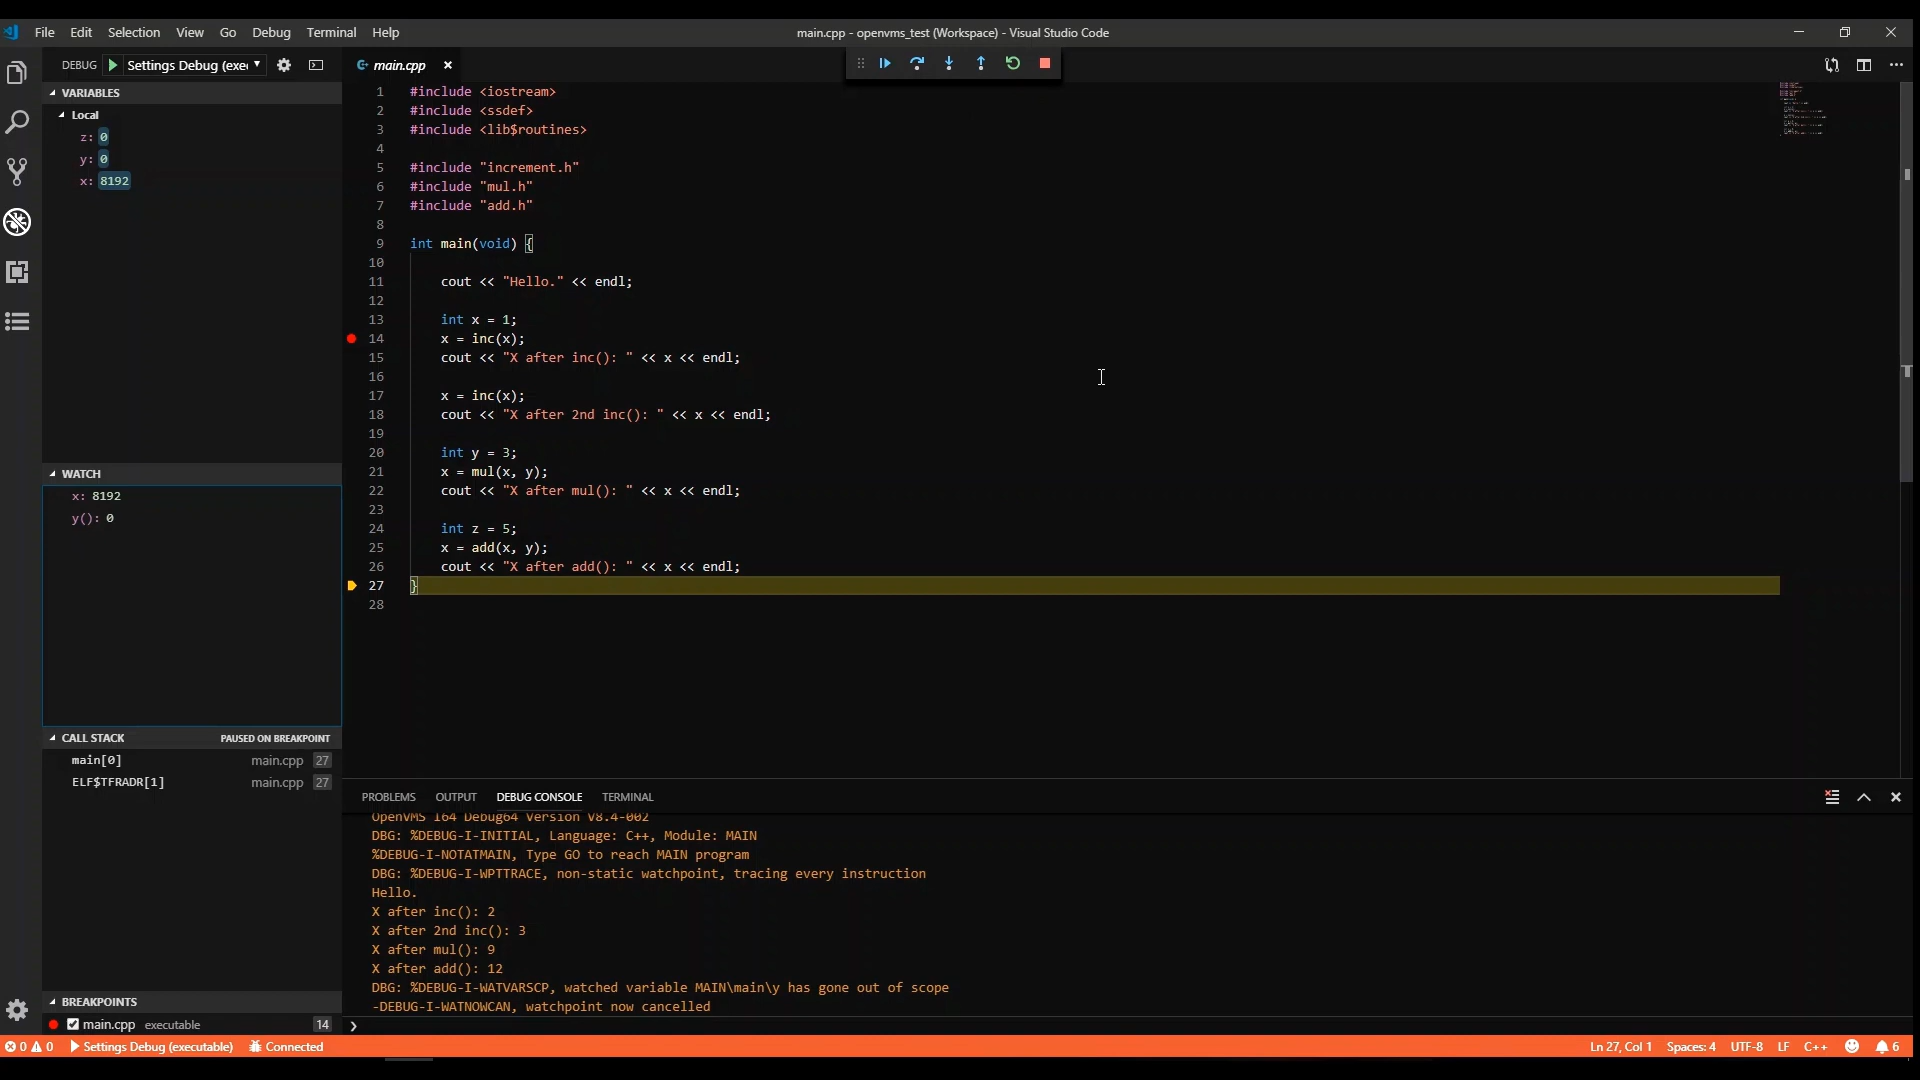 File Edit Selection View Go Debug Terminal Help
main.cpp - openvms_test (Workspace) - Visual Studio Code
DEBUG Settings Debug (exec
main.cpp
VARIABLES
Local
z: 0
y: 0
x: 8192
WATCH
x: 8192
y(): 0
CALL STACK PAUSED ON BREAKPOINT
main[0] main.cpp 27
ELF$TFRADR[1] main.cpp 27
BREAKPOINTS
main.cpp executable 14
1 #include <iostream>
2 #include <ssdef>
3 #include <lib$routines>
4
5 #include "increment.h"
6 #include "mul.h"
7 #include "add.h"
8
9 int main(void) {
10
11 cout << "Hello." << endl;
12
13 int x = 1;
14 x = inc(x);
15 cout << "X after inc(): " << x << endl;
16
17 x = inc(x);
18 cout << "X after 2nd inc(): " << x << endl;
19
20 int y = 3;
21 x = mul(x, y);
22 cout << "X after mul(): " << x << endl;
23
24 int z = 5;
25 x = add(x, y);
26 cout << "X after add(): " << x << endl;
27 }
28
PROBLEMS OUTPUT DEBUG CONSOLE TERMINAL
OpenVMS I64 Debug64 Version V8.4-002
DBG: %DEBUG-I-INITIAL, Language: C++, Module: MAIN
%DEBUG-I-NOTATMAIN, Type GO to reach MAIN program
DBG: %DEBUG-I-WPTTRACE, non-static watchpoint, tracing every instruction
Hello.
X after inc(): 2
X after 2nd inc(): 3
X after mul(): 9
X after add(): 12
DBG: %DEBUG-I-WATVARSCP, watched variable MAIN\main\y has gone out of scope
-DEBUG-I-WATNOWCAN, watchpoint now cancelled
0 0 Settings Debug (executable) Connected
Ln 27, Col 1 Spaces: 4 UTF-8 LF C++ 6